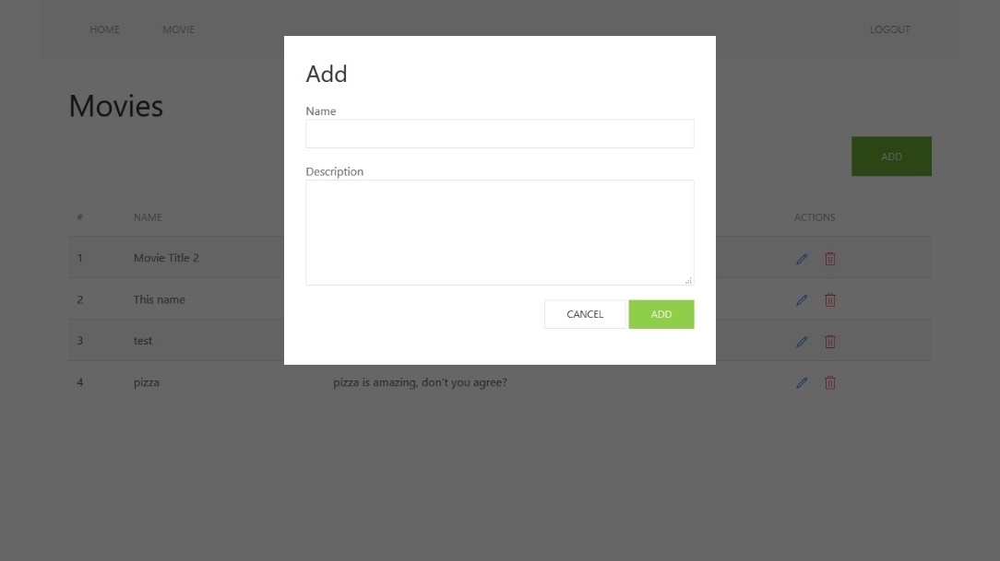 HOME MOVIE LOGOUT
Add
Movies
Name
ADD
Description
# NAME ACTIONS
1 Movie Title 2
2 This name
CANCEL ADD
3 test
4 pizza pizza is amazing, don't you agree?